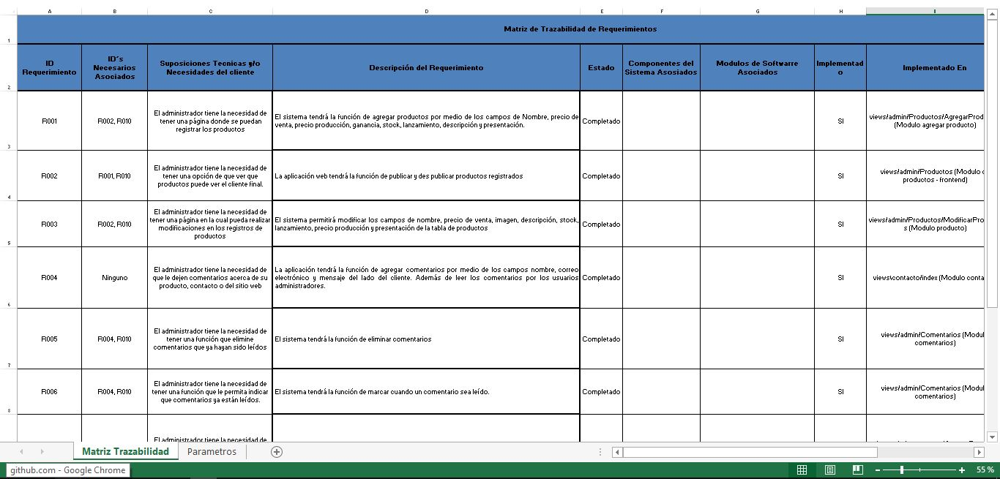 A B C D E F G H I
1 Matriz de Trazabilidad de Requerimientos
2
ID
Requerimiento
ID´s
Necesarios
Asociados
Suposiciones Tecnicas y/o
Necesidades del cliente
Descripción del Requerimiento
Estado
Componentes del
Sistema Asosiados
Modulos de Softwarre
Asociados
Implementad
o
Implementado En
3
R001
R002, R010
El administrador tiene la necesidad de
tener una página donde se puedan
registrar los productos
El sistema tendrá la función de agregar productos por medio de los campos de Nombre, precio de
venta, precio producción, ganancia, stock, lanzamiento, descripción y presentación.
Completado
SI
views/admin/Productos/AgregarProd
(Modulo agregar producto)
4
R002
R001, R010
El administrador tiene la necesidad de
tener una opción de que ver que
productos puede ver el cliente final.
La aplicación web tendrá la función de publicar y des publicar productos registrados
Completado
SI
views/admin/Productos (Modulo
productos - frontend)
5
R003
R002, R010
El administrador tiene la necesidad de
tener una página en la cual pueda realizar
modificaciones en los registros de
productos
El sistema permitirá modificar los campos de nombre, precio de venta, imagen, descripción, stock,
lanzamiento, precio producción y presentación de la tabla de productos
Completado
SI
views/admin/Productos/ModificarPro
s (Modulo producto)
6
R004
Ninguno
El administrador tiene la necesidad de
que le dejen comentarios acerca de su
producto, contacto o del sitio web
La aplicación tendrá la función de agregar comentarios por medio de los campos nombre, correo
electrónico y mensaje del lado del cliente. Además de leer los comentarios por los usuarios
administradores.
Completado
SI
views\contacto/index (Modulo conta
7
R005
R004, R010
El administrador tiene la necesidad de
tener una función que elimine
comentarios que ya hayan sido leídos
El sistema tendrá la función de eliminar comentarios
Completado
SI
views/admin/Comentarios (Modul
comentarios)
8
R006
R004, R010
El administrador tiene la necesidad de
tener una función que le permita indicar
que comentarios ya están leídos.
El sistema tendrá la función de marcar cuando un comentario sea leído.
Completado
SI
views/admin/Comentarios (Modul
comentarios)
El administrador tiene la necesidad de
Matriz Trazabilidad Parametros
github.com - Google Chrome
55 %